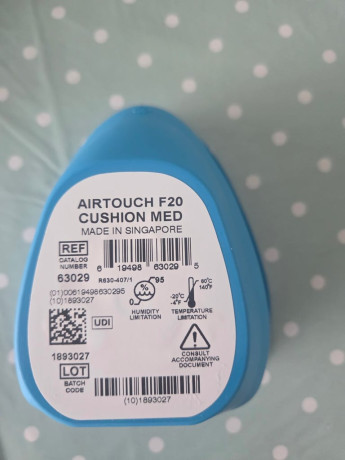 AIRTOUCH F20
CUSHION MED
MADE IN SINGAPORE
REF
CATALOG
NUMBER
63029
6 19498 63029 5
R630-407/1
(01)00619498630295
(10)1893027
UDI
1893027
LOT
BATCH
CODE
(10)1893027
0
%
95
HUMIDITY
LIMITATION
-20°C
-4°F
60°C
140°F
TEMPERATURE
LIMITATION
CONSULT
ACCOMPANYING
DOCUMENT